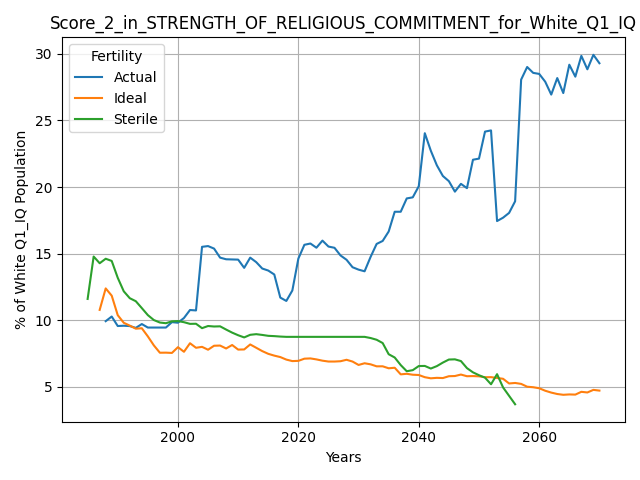 Score_2_in_STRENGTH_OF_RELIGIOUS_COMMITMENT_for_White_Q1_IQ
Fertility
Actual
Ideal
Sterile
% of White Q1_IQ Population
30
25
20
15
10
5
2000
2020
2040
2060
Years